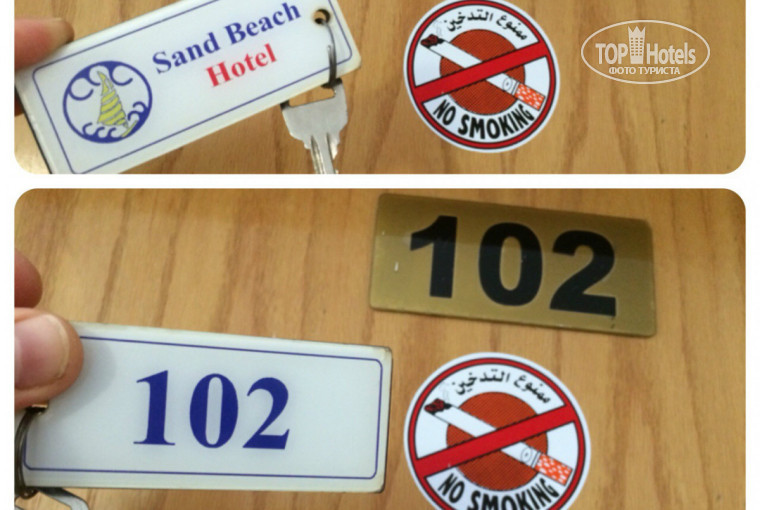 Sand Beach
Hotel
ممنوع التدخين
NO SMOKING
TOP Hotels
ФОТО ТУРИСТА
102
102
ممنوع التدخين
NO SMOKING